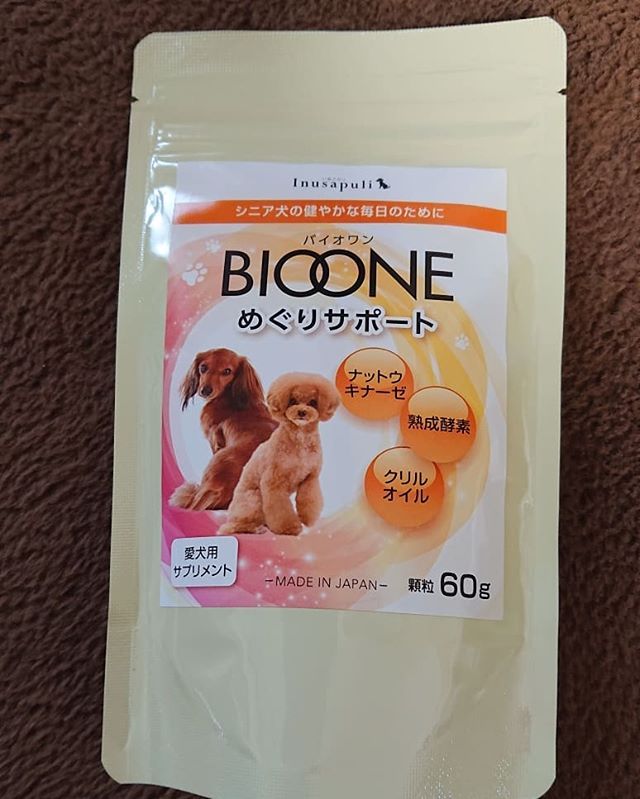 Inusapuli
シニア犬の健やかな毎日のために
バイオワン
BIOONE
めぐりサポート
ナットウ
キナーゼ
熟成酵素
クリル
オイル
愛犬用
サプリメント
－MADE IN JAPAN－
顆粒 60g